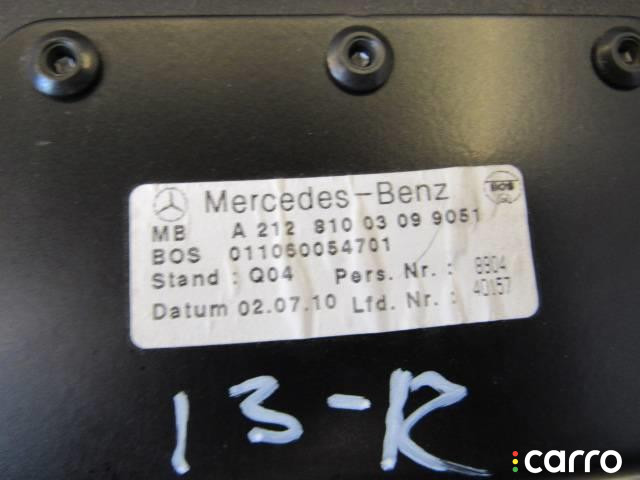 Mercedes-Benz
BOS
MB A 212 810 03 09 9051
BOS 011060054701
Stand : Q04 Pers. Nr. : 8904
Datum 02.07.10 Lfd. Nr. : 40157
13-R
carro